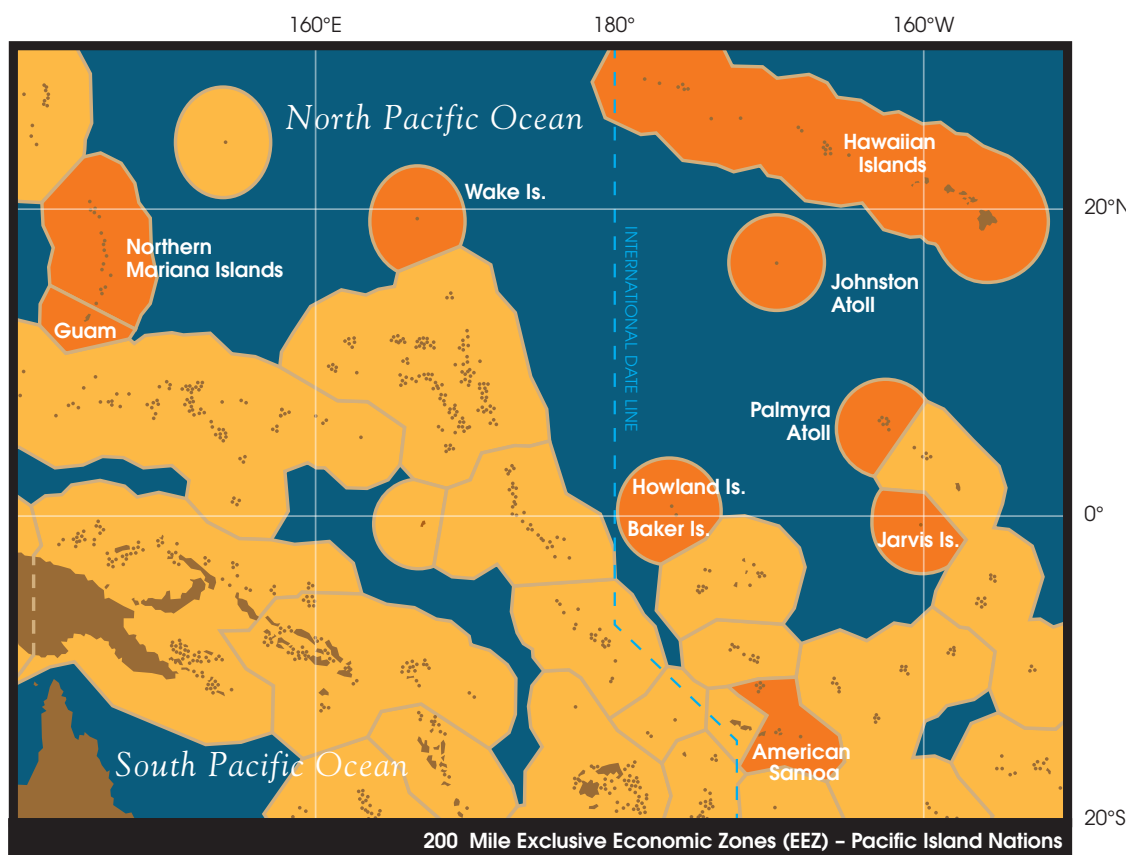 160°E 180° 160°W
North Pacific Ocean
Hawaiian
Islands
Wake Is.
20°N
Northern
Mariana Islands
INTERNATIONAL DATE LINE
Johnston
Atoll
Guam
Palmyra
Atoll
Howland Is.
0°
Baker Is.
Jarvis Is.
American
Samoa
South Pacific Ocean
20°S
200 Mile Exclusive Economic Zones (EEZ) – Pacific Island Nations